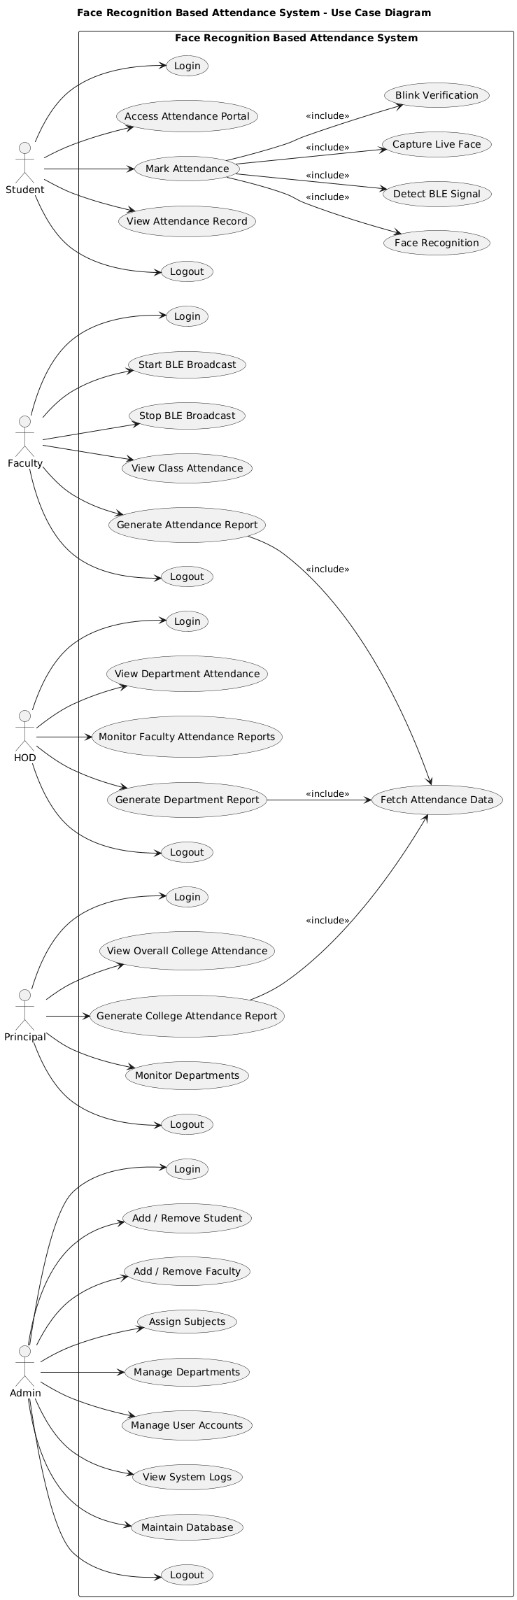 Face Recognition Based Attendance System - Use Case Diagram
Face Recognition Based Attendance System
Login
Access Attendance Portal
Mark Attendance
View Attendance Record
Logout
Student
«include»
«include»
«include»
«include»
Blink Verification
Capture Live Face
Detect BLE Signal
Face Recognition
Login
Start BLE Broadcast
Stop BLE Broadcast
View Class Attendance
Generate Attendance Report
Logout
Faculty
«include»
Login
View Department Attendance
Monitor Faculty Attendance Reports
Generate Department Report
Logout
HOD
«include»
Fetch Attendance Data
Login
View Overall College Attendance
Generate College Attendance Report
Monitor Departments
Logout
Principal
«include»
Login
Add / Remove Student
Add / Remove Faculty
Assign Subjects
Manage Departments
Manage User Accounts
View System Logs
Maintain Database
Logout
Admin